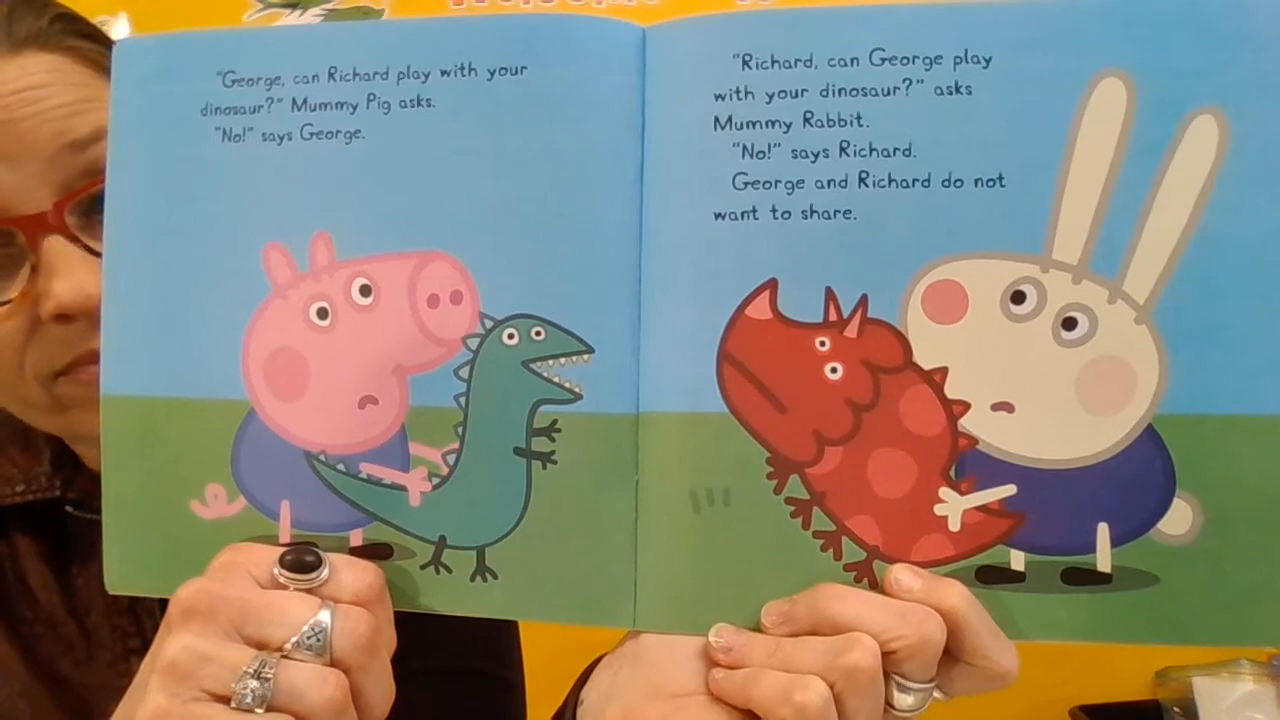 "George, can Richard play with your
dinosaur?" Mummy Pig asks.
"No!" says George.
"Richard, can George play
with your dinosaur?" asks
Mummy Rabbit.
"No!" says Richard.
George and Richard do not
want to share.